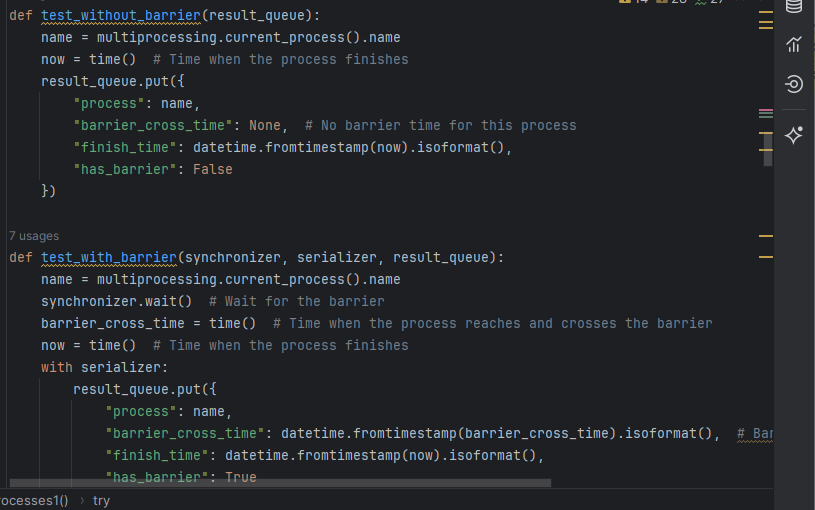 def test_without_barrier(result_queue):
    name = multiprocessing.current_process().name
    now = time()  # Time when the process finishes
    result_queue.put({
        "process": name,
        "barrier_cross_time": None,  # No barrier time for this process
        "finish_time": datetime.fromtimestamp(now).isoformat(),
        "has_barrier": False
    })
7 usages
def test_with_barrier(synchronizer, serializer, result_queue):
    name = multiprocessing.current_process().name
    synchronizer.wait()  # Wait for the barrier
    barrier_cross_time = time()  # Time when the process reaches and crosses the barrier
    now = time()  # Time when the process finishes
    with serializer:
        result_queue.put({
            "process": name,
            "barrier_cross_time": datetime.fromtimestamp(barrier_cross_time).isoformat(),  # Bar
            "finish_time": datetime.fromtimestamp(now).isoformat(),
            "has_barrier": True
rocesses1() › try